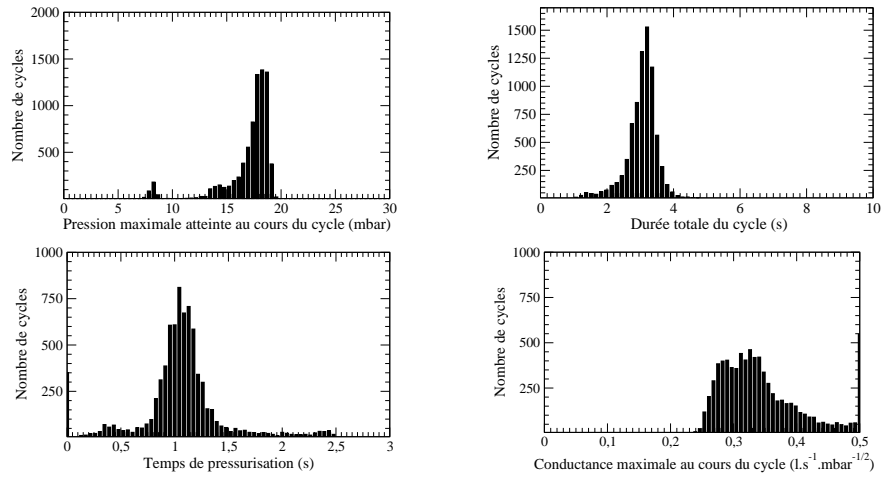 2000
1500
1000
500
Nombre de cycles
0 5 10 15 20 25 30
Pression maximale atteinte au cours du cycle (mbar)
1500
1250
1000
750
500
250
Nombre de cycles
0 2 4 6 8 10
Durée totale du cycle (s)
1000
750
500
250
Nombre de cycles
0 0,5 1 1,5 2 2,5 3
Temps de pressurisation (s)
1000
750
500
250
Nombre de cycles
0 0,1 0,2 0,3 0,4 0,5
Conductance maximale au cours du cycle (l.s⁻¹.mbar⁻¹/²)